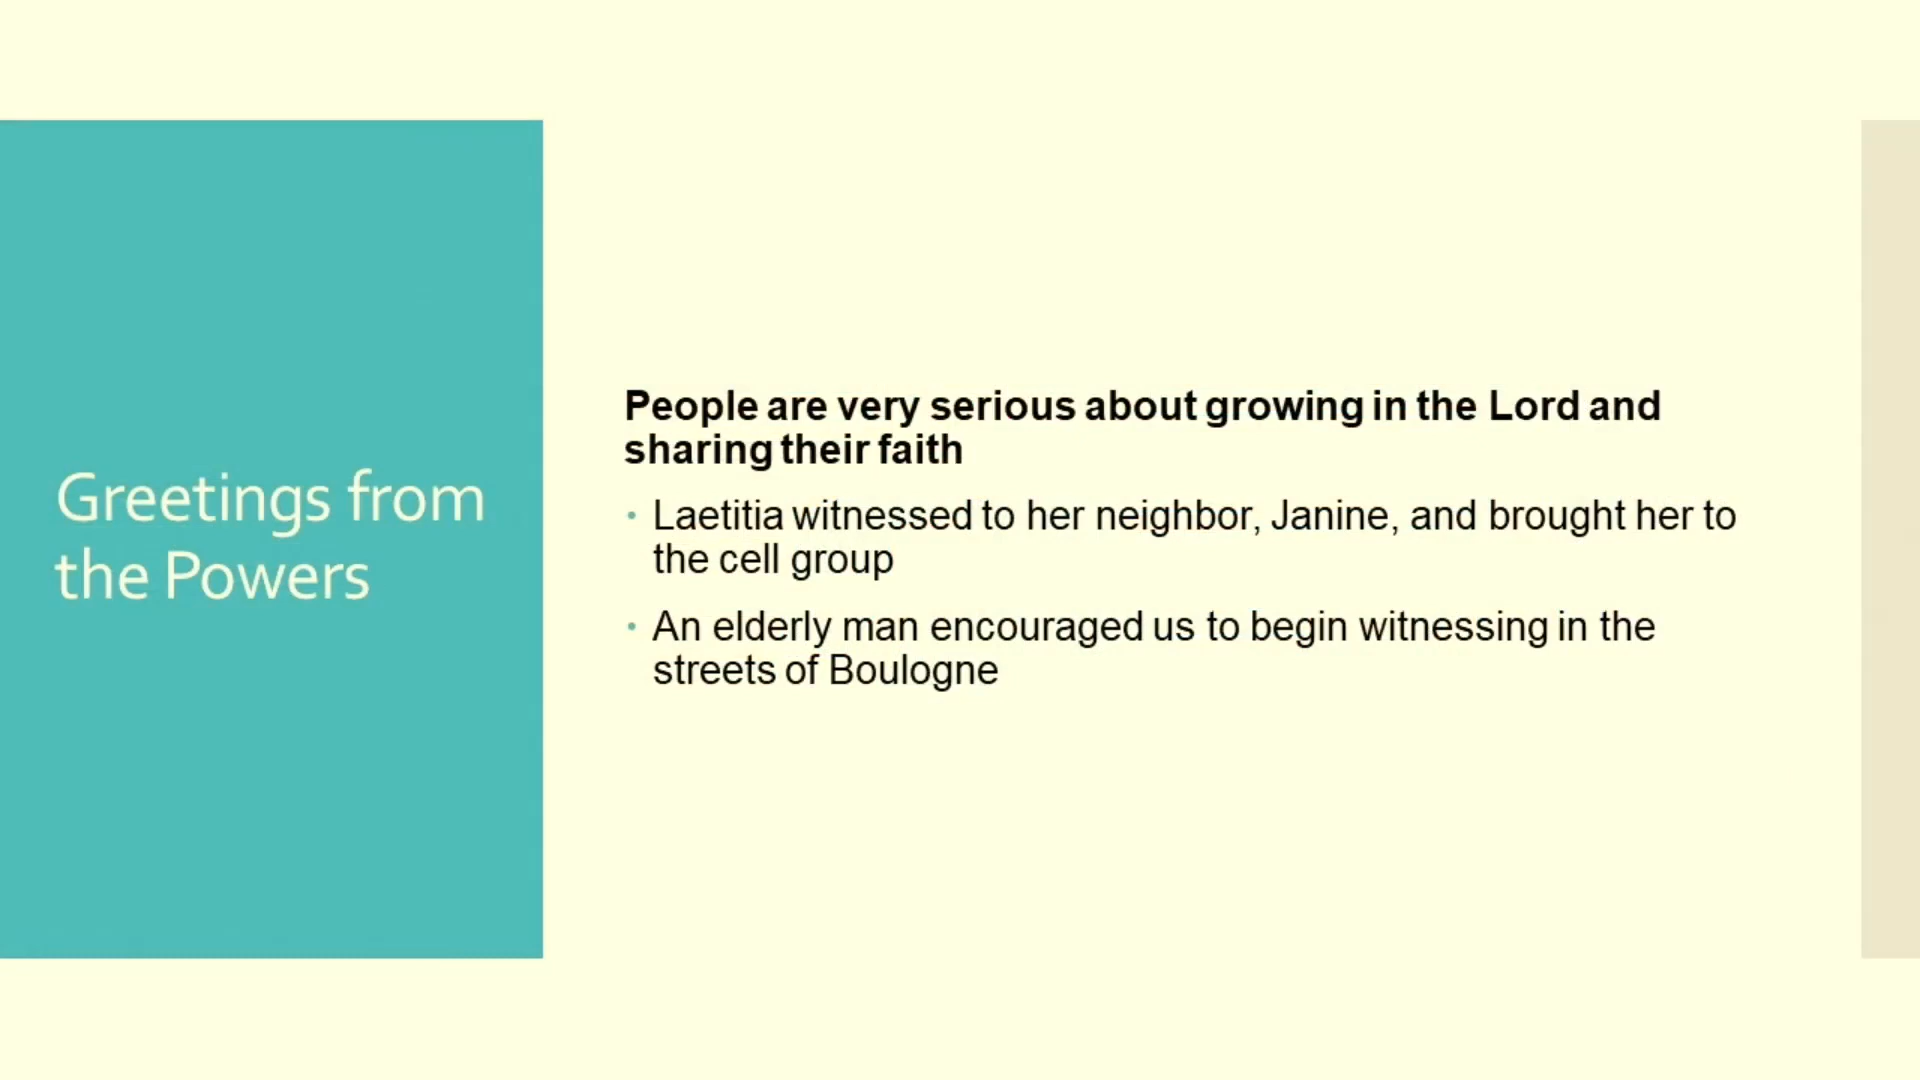 Greetings from
the Powers
People are very serious about growing in the Lord and
sharing their faith
• Laetitia witnessed to her neighbor, Janine, and brought her to
the cell group
• An elderly man encouraged us to begin witnessing in the
streets of Boulogne